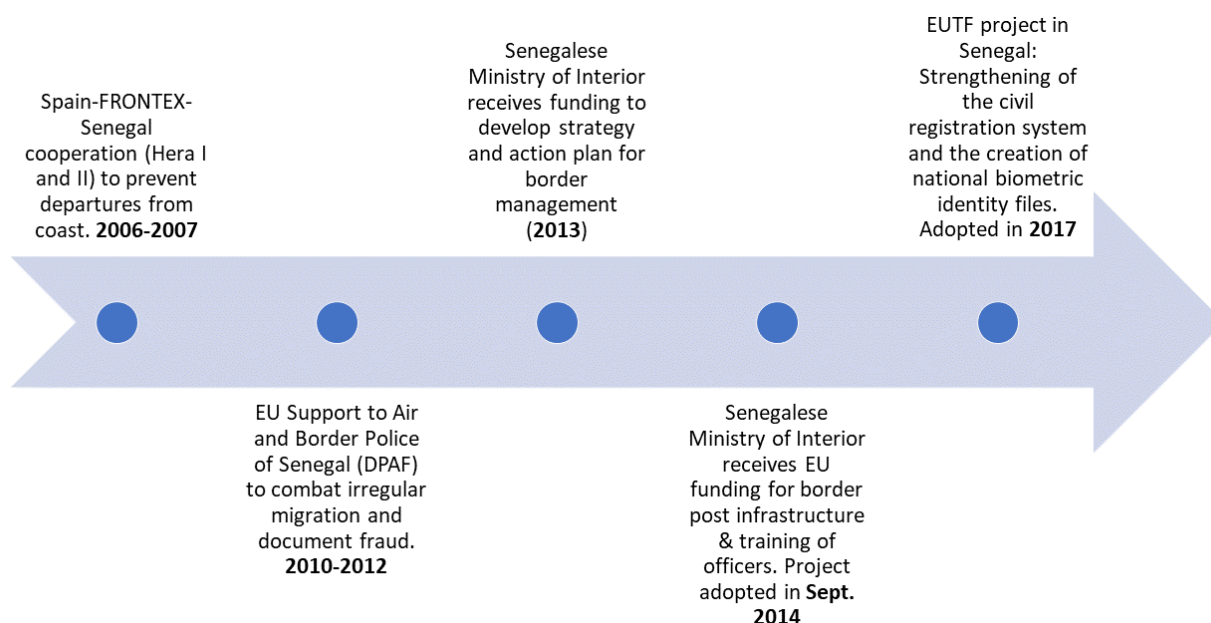 Spain-FRONTEX-
Senegal
cooperation (Hera I
and II) to prevent
departures from
coast. 2006-2007
EU Support to Air
and Border Police
of Senegal (DPAF)
to combat irregular
migration and
document fraud.
2010-2012
Senegalese
Ministry of Interior
receives funding to
develop strategy
and action plan for
border
management
(2013)
Senegalese
Ministry of Interior
receives EU
funding for border
post infrastructure
& training of
officers. Project
adopted in Sept.
2014
EUTF project in
Senegal:
Strengthening of
the civil
registration system
and the creation of
national biometric
identity files.
Adopted in 2017